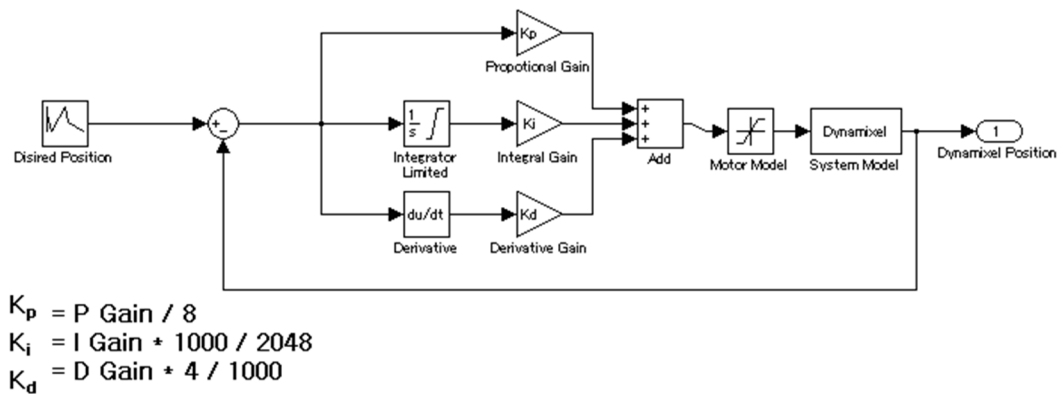 Kp
Propotional Gain
Disired Position
+
−
1
s
Integrator
Limited
Ki
Integral Gain
+
+
+
Add
Motor Model
Dynamixel
System Model
1
Dynamixel Position
du/dt
Derivative
Kd
Derivative Gain
Kp = P Gain / 8
Ki = I Gain * 1000 / 2048
Kd = D Gain * 4 / 1000